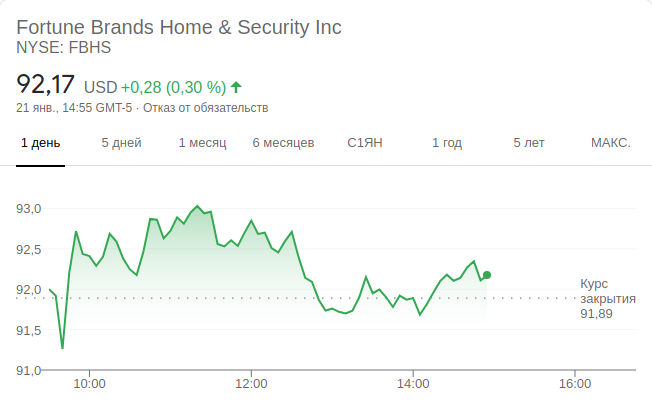 Fortune Brands Home & Security Inc
NYSE: FBHS
92,17 USD +0,28 (0,30 %)
21 янв., 14:55 GMT-5 · Отказ от обязательств
1 день 5 дней 1 месяц 6 месяцев С1ЯН 1 год 5 лет МАКС.
93,0
92,5
92,0
91,5
91,0
Курс
закрытия
91,89
10:00 12:00 14:00 16:00